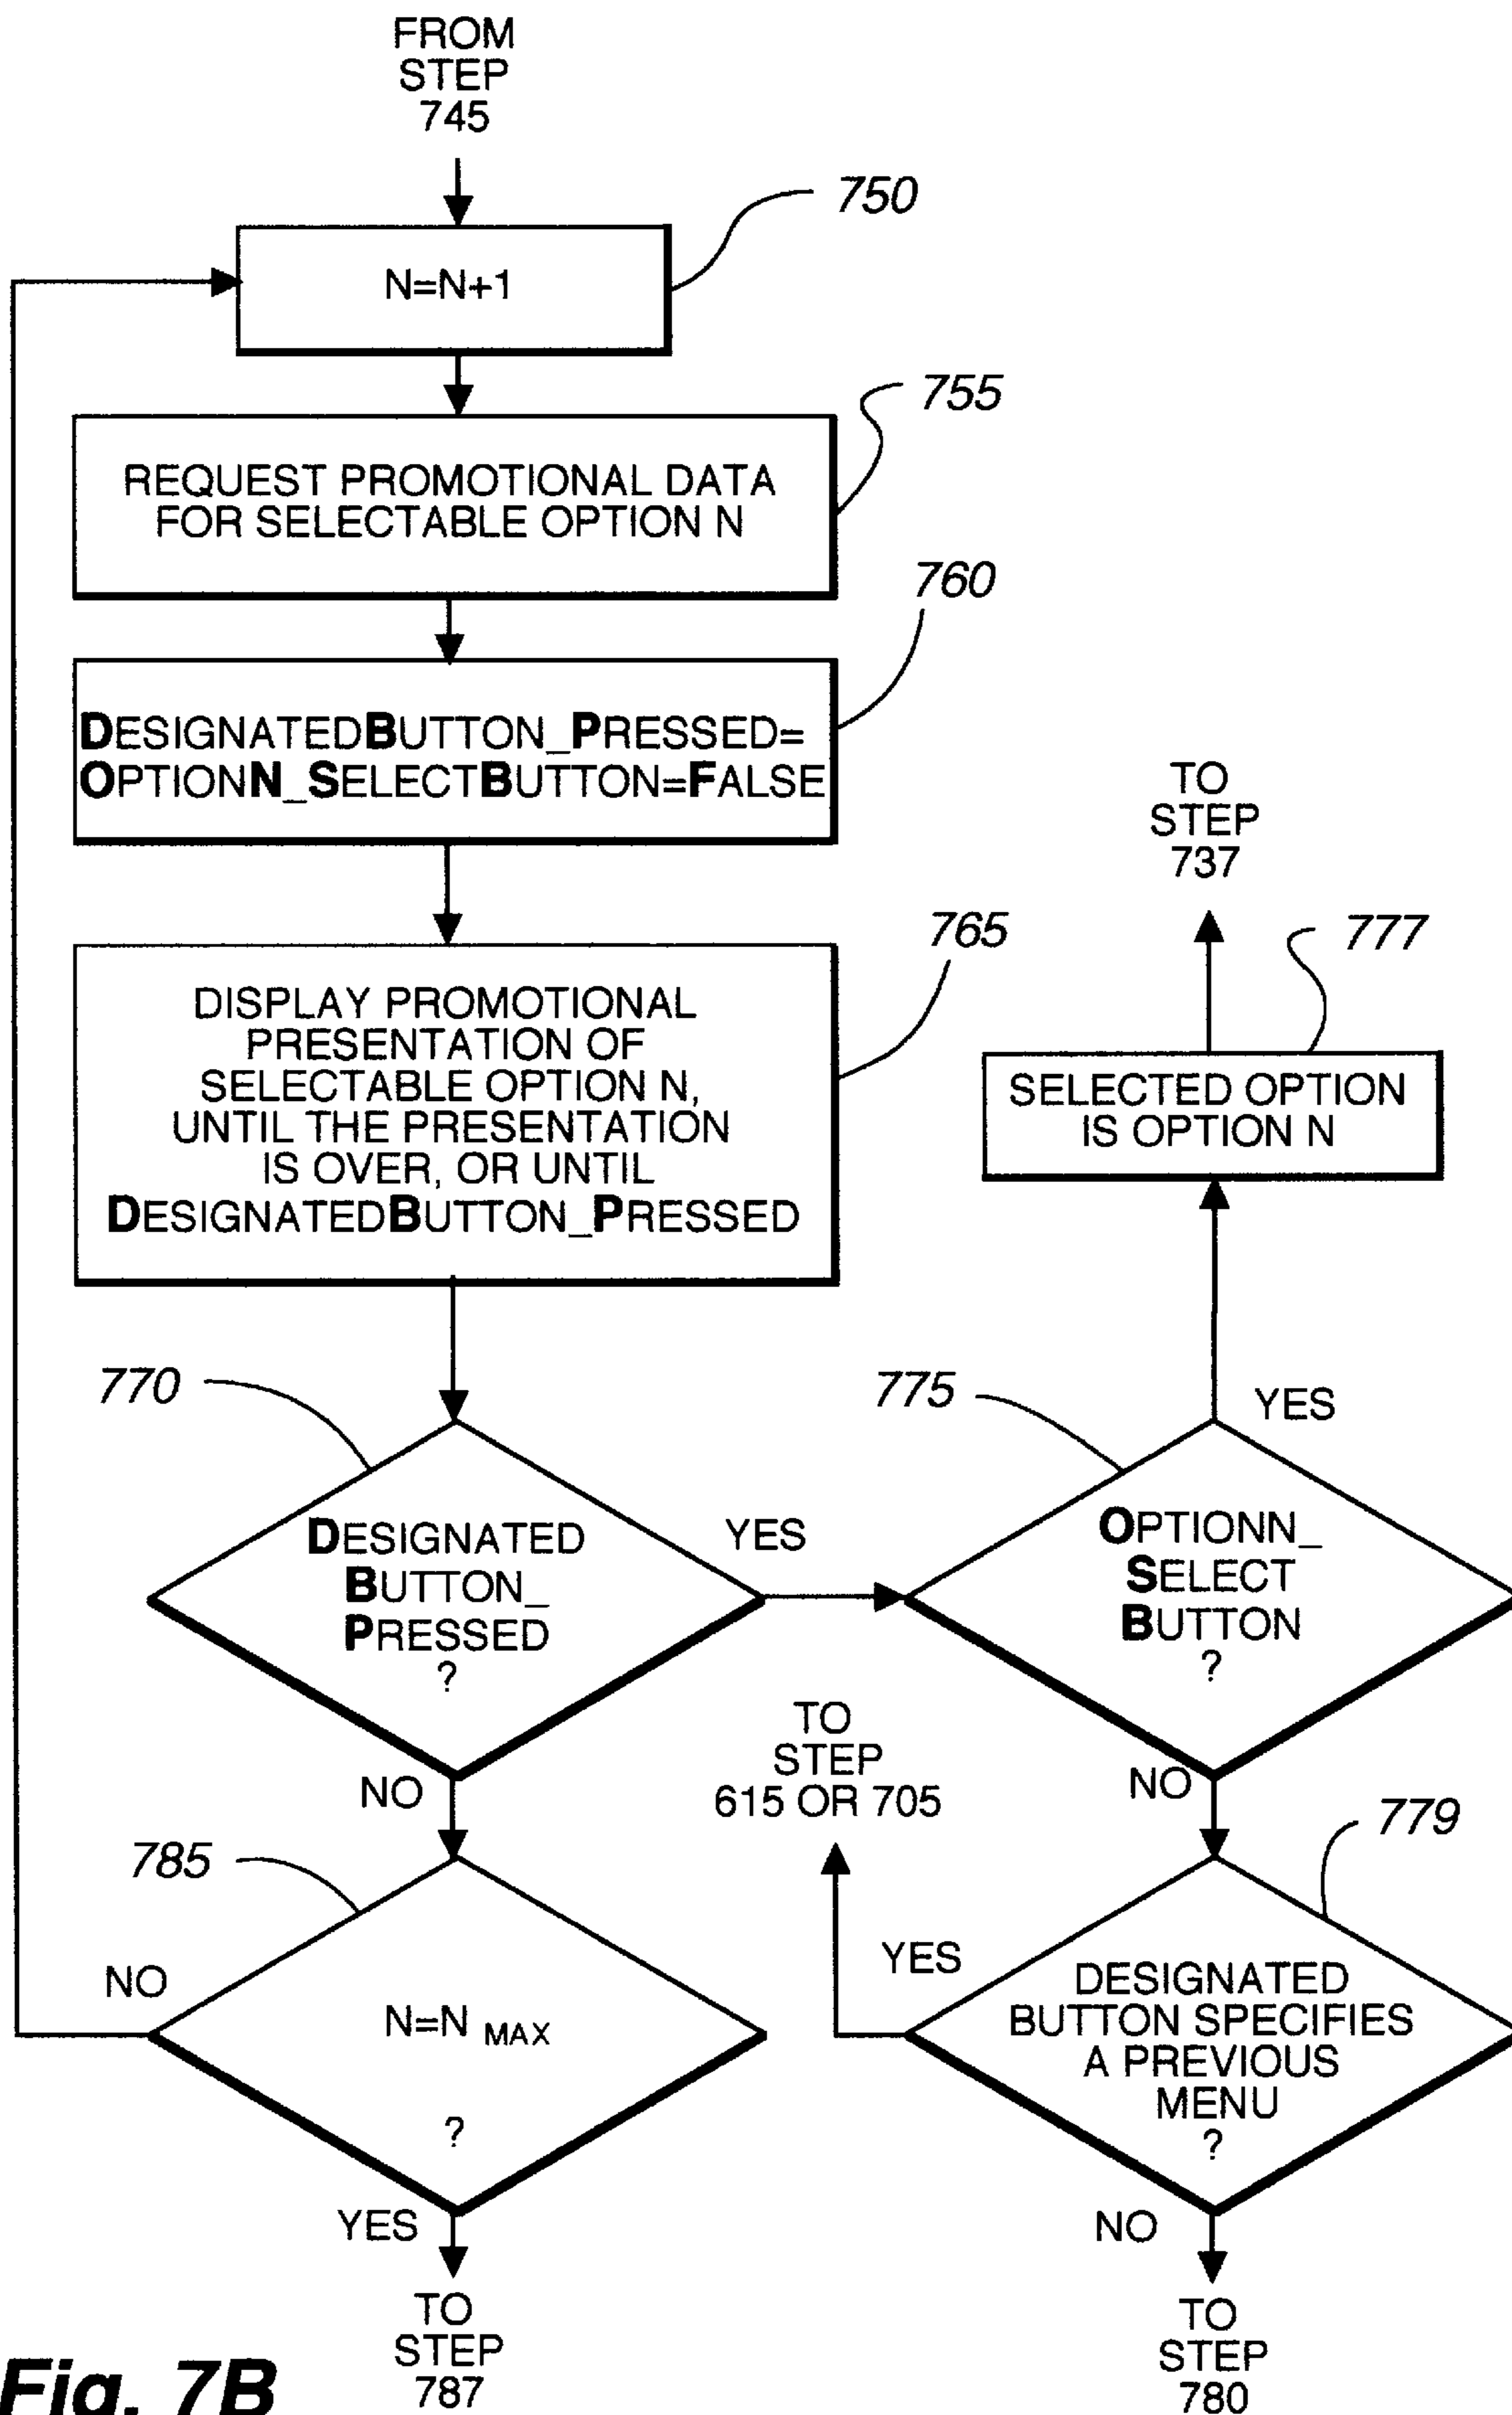 FROM
STEP
745
750
N=N+1
755
REQUEST PROMOTIONAL DATA
FOR SELECTABLE OPTION N
760
DESIGNATEDBUTTON_PRESSED=
OPTIONN_SELECTBUTTON=FALSE
TO
STEP
737
765
777
DISPLAY PROMOTIONAL
PRESENTATION OF
SELECTABLE OPTION N,
UNTIL THE PRESENTATION
IS OVER, OR UNTIL
DESIGNATEDBUTTON_PRESSED
SELECTED OPTION
IS OPTION N
770
775
YES
DESIGNATED
BUTTON_
PRESSED
?
YES
OPTIONN_
SELECT
BUTTON
?
NO
TO
STEP
615 OR 705
NO
785
779
NO
N=N MAX
?
YES
DESIGNATED
BUTTON SPECIFIES
A PREVIOUS
MENU
?
YES
NO
TO
STEP
787
TO
STEP
780
Fig. 7B